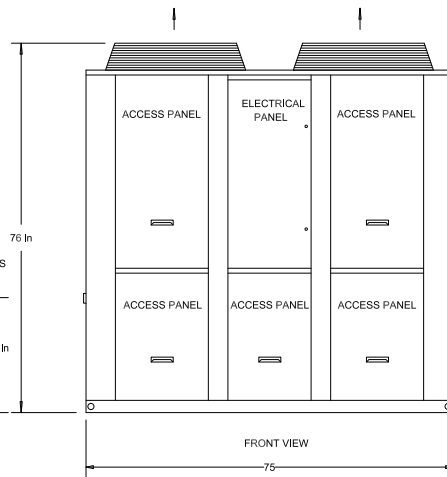 ACCESS PANEL
ELECTRICAL
PANEL
ACCESS PANEL
76 In
S
In
ACCESS PANEL
ACCESS PANEL
ACCESS PANEL
FRONT VIEW
75